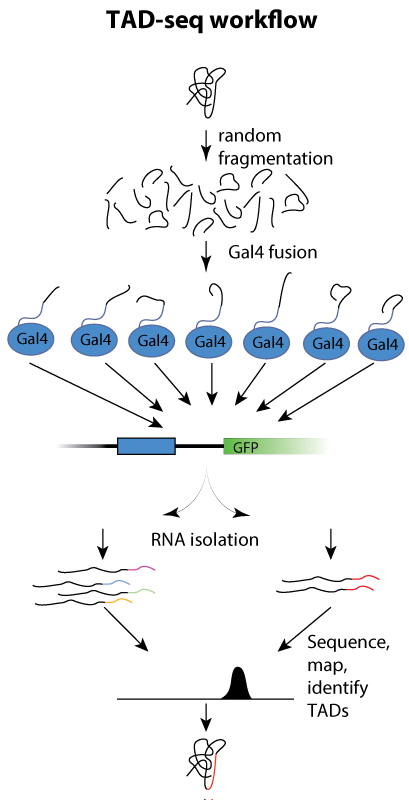 TAD-seq workflow
random
fragmentation
Gal4 fusion
Gal4
Gal4
Gal4
Gal4
Gal4
Gal4
Gal4
GFP
RNA isolation
Sequence,
map,
identify
TADs